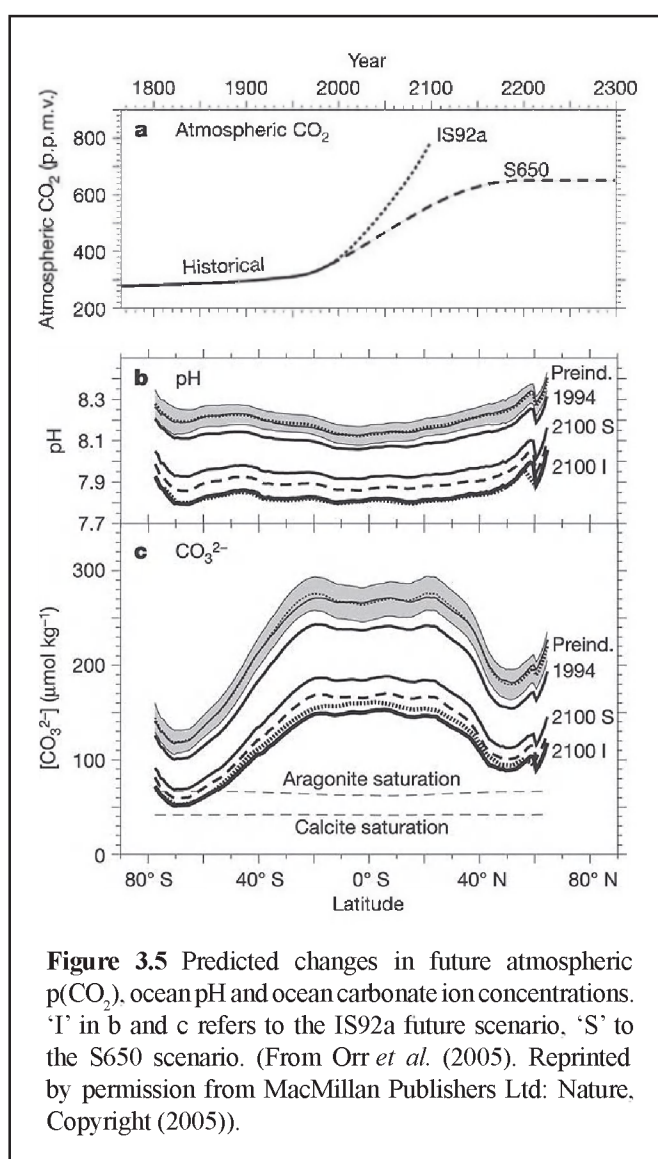 Year
1800 1900 2000 2100 2200 2300
Atmospheric CO₂ (p.p.m.v.)
800
600
400
200
a Atmospheric CO₂
IS92a
S650
Historical
b pH
pH
8.3
8.1
7.9
7.7
Preind.
1994
2100 S
2100 I
c CO₃²⁻
[CO₃²⁻] (μmol kg⁻¹)
300
200
100
0
Preind.
1994
2100 S
2100 I
Aragonite saturation
Calcite saturation
80° S 40° S 0° S 40° N 80° N
Latitude
Figure 3.5 Predicted changes in future atmospheric
p(CO₂), ocean pH and ocean carbonate ion concentrations.
‘I’ in b and c refers to the IS92a future scenario, ‘S’ to
the S650 scenario. (From Orr et al. (2005). Reprinted
by permission from MacMillan Publishers Ltd: Nature,
Copyright (2005)).